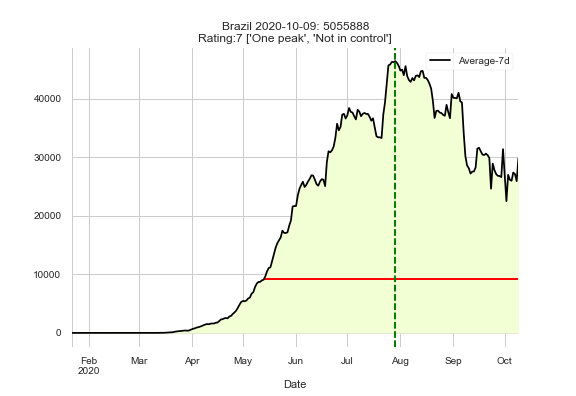 Brazil 2020-10-09: 5055888
Rating:7 ['One peak', 'Not in control']
Average-7d
40000
30000
20000
10000
0
Feb Mar Apr May Jun Jul Aug Sep Oct
2020
Date